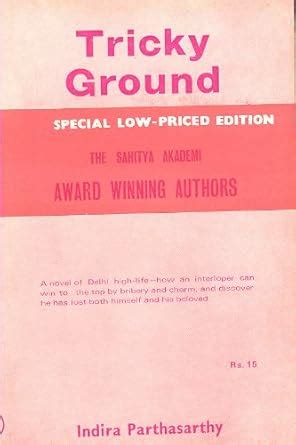 Tricky
Ground
SPECIAL LOW-PRICED EDITION
THE SAHITYA AKADEMI
AWARD WINNING AUTHORS
A novel of Delhi high-life—how an interloper can
win to the top by bribery and charm, and discover
he has lost both himself and his beloved
Rs. 15
Indira Parthasarthy